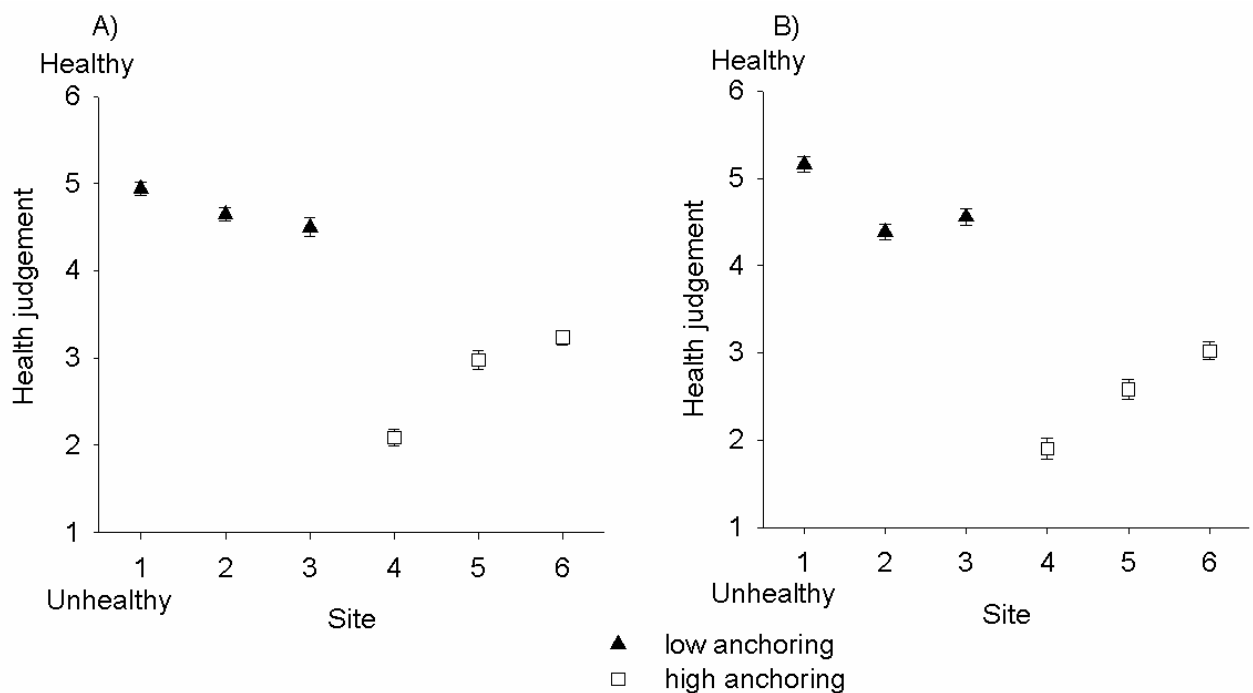 A)
Healthy
6
5
4
3
2
1
Health judgement
1 2 3 4 5 6
Unhealthy
Site
B)
Healthy
6
5
4
3
2
1
Health judgement
1 2 3 4 5 6
Unhealthy
Site
low anchoring
high anchoring